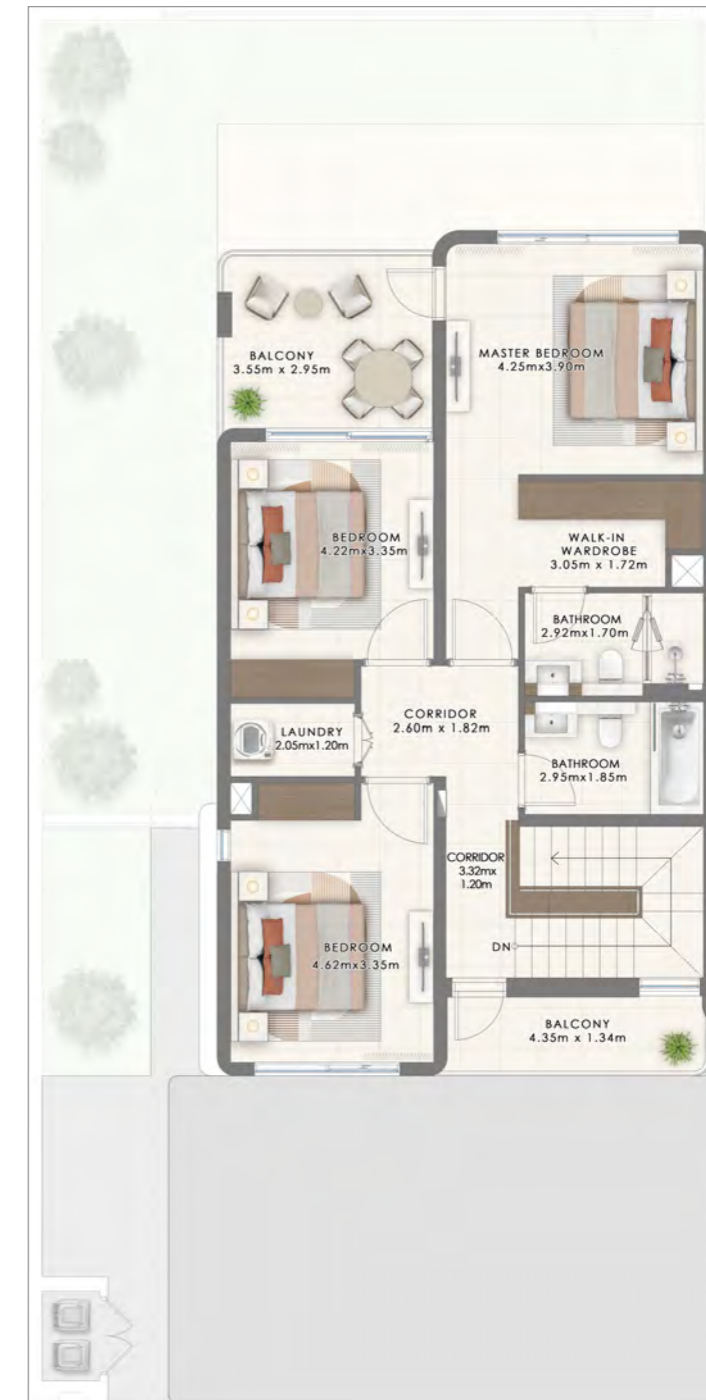 BALCONY
3.55m x 2.95m
MASTER BEDROOM
4.25mx3.90m
BEDROOM
4.22mx3.35m
WALK-IN
WARDROBE
3.05m x 1.72m
BATHROOM
2.92mx1.70m
CORRIDOR
2.60m x 1.82m
LAUNDRY
2.05mx1.20m
BATHROOM
2.95mx1.85m
CORRIDOR
3.32mx
1.20m
BEDROOM
4.62mx3.35m
DN
BALCONY
4.35m x 1.34m